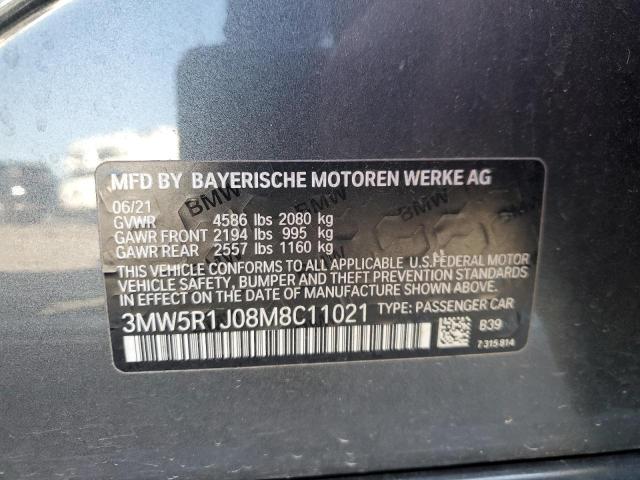 MFD BY BAYERISCHE MOTOREN WERKE AG
06/21
GVWR 4586 lbs 2080 kg
GAWR FRONT 2194 lbs 995 kg
GAWR REAR 2557 lbs 1160 kg
THIS VEHICLE CONFORMS TO ALL APPLICABLE U.S. FEDERAL MOTOR
VEHICLE SAFETY, BUMPER AND THEFT PREVENTION STANDARDS
IN EFFECT ON THE DATE OF MANUFACTURE SHOWN ABOVE.
3MW5R1J08M8C11021 TYPE: PASSENGER CAR
B39
7 315 814